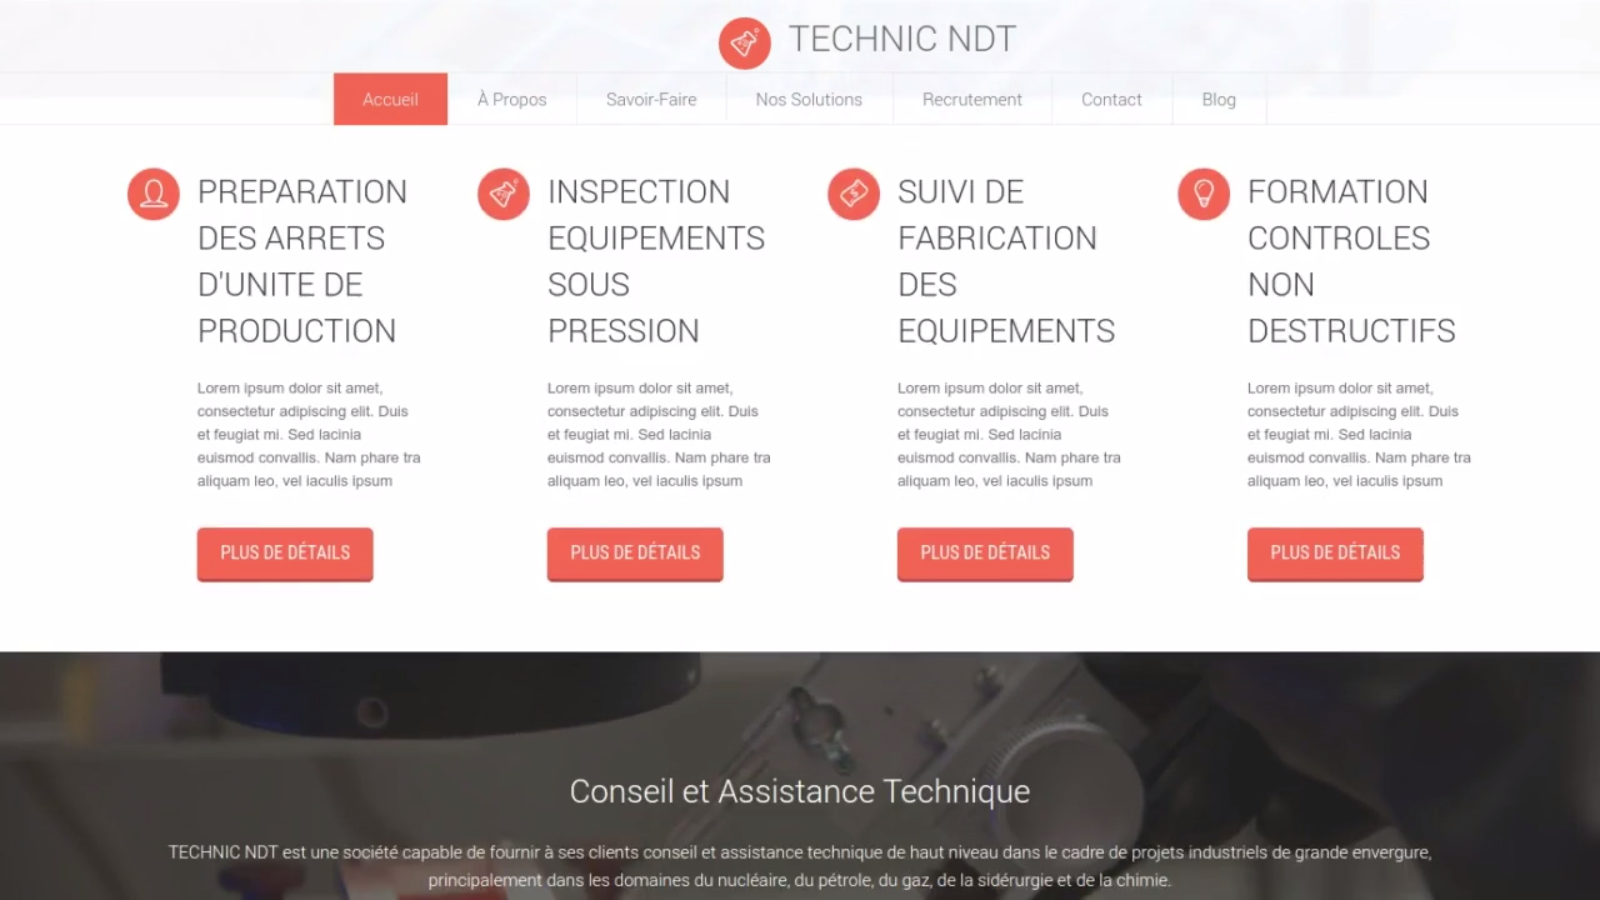 TECHNIC NDT
Accueil
À Propos
Savoir-Faire
Nos Solutions
Recrutement
Contact
Blog
PREPARATION
DES ARRETS
D'UNITE DE
PRODUCTION
Lorem ipsum dolor sit amet,
consectetur adipiscing elit. Duis
et feugiat mi. Sed lacinia
euismod convallis. Nam phare tra
aliquam leo, vel iaculis ipsum
PLUS DE DÉTAILS
INSPECTION
EQUIPEMENTS
SOUS
PRESSION
Lorem ipsum dolor sit amet,
consectetur adipiscing elit. Duis
et feugiat mi. Sed lacinia
euismod convallis. Nam phare tra
aliquam leo, vel iaculis ipsum
PLUS DE DÉTAILS
SUIVI DE
FABRICATION
DES
EQUIPEMENTS
Lorem ipsum dolor sit amet,
consectetur adipiscing elit. Duis
et feugiat mi. Sed lacinia
euismod convallis. Nam phare tra
aliquam leo, vel iaculis ipsum
PLUS DE DÉTAILS
FORMATION
CONTROLES
NON
DESTRUCTIFS
Lorem ipsum dolor sit amet,
consectetur adipiscing elit. Duis
et feugiat mi. Sed lacinia
euismod convallis. Nam phare tra
aliquam leo, vel iaculis ipsum
PLUS DE DÉTAILS
Conseil et Assistance Technique
TECHNIC NDT est une société capable de fournir à ses clients conseil et assistance technique de haut niveau dans le cadre de projets industriels de grande envergure,
principalement dans les domaines du nucléaire, du pétrole, du gaz, de la sidérurgie et de la chimie.